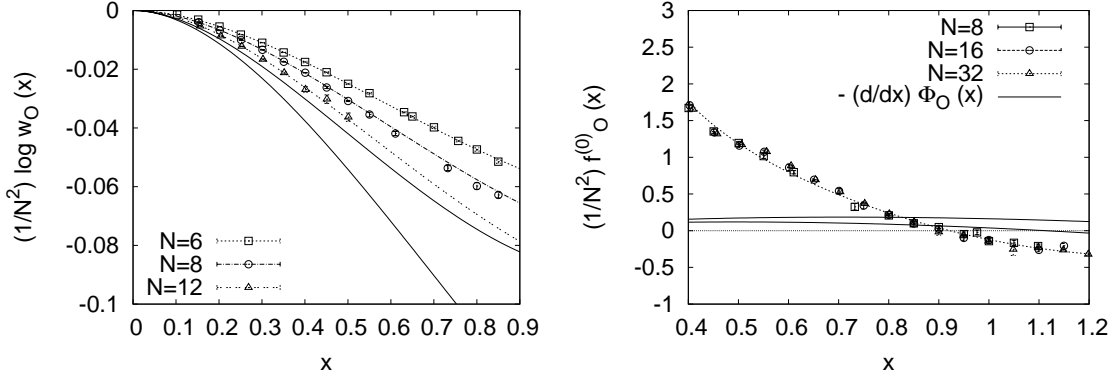 (1/N²) log w_O (x)
0
-0.02
-0.04
-0.06
-0.08
-0.1
N=6
N=8
N=12
0 0.1 0.2 0.3 0.4 0.5 0.6 0.7 0.8 0.9
x
(1/N²) f⁽⁰⁾_O (x)
3
2.5
2
1.5
1
0.5
0
-0.5
-1
N=8
N=16
N=32
- (d/dx) Φ_O (x)
0.4 0.5 0.6 0.7 0.8 0.9 1 1.1 1.2
x